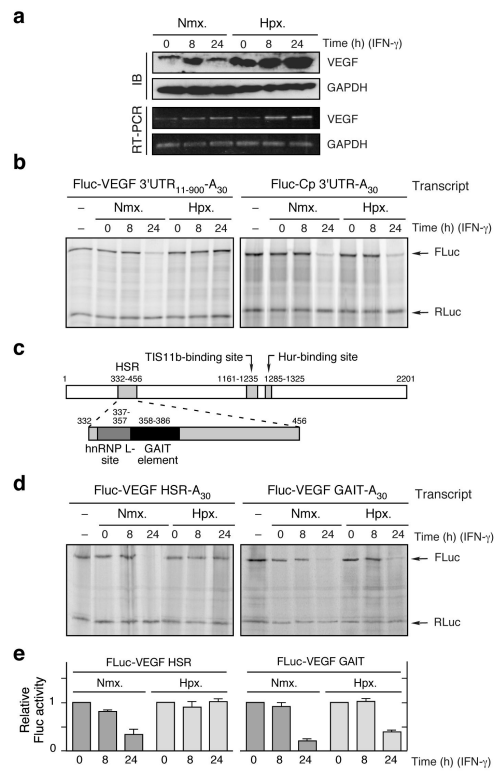 a
Nmx. Hpx.
0 8 24 0 8 24 Time (h) (IFN-γ)
IB
VEGF
GAPDH
RT-PCR
VEGF
GAPDH
b
Fluc-VEGF 3'UTR11-900-A30 Fluc-Cp 3'UTR-A30 Transcript
– Nmx. Hpx. – Nmx. Hpx.
– 0 8 24 0 8 24 – 0 8 24 0 8 24 Time (h) (IFN-γ)
FLuc
RLuc
c
TIS11b-binding site Hur-binding site
HSR
1 332-456 1161-1235 1285-1325 2201
337-
332 357 358-386 456
hnRNP L- GAIT
site element
d
Fluc-VEGF HSR-A30 Fluc-VEGF GAIT-A30 Transcript
– Nmx. Hpx. – Nmx. Hpx.
– 0 8 24 0 8 24 – 0 8 24 0 8 24 Time (h) (IFN-γ)
FLuc
RLuc
e
FLuc-VEGF HSR FLuc-VEGF GAIT
Nmx. Hpx. Nmx. Hpx.
Relative
Fluc activity
1 1
0 0
0 8 24 0 8 24 0 8 24 0 8 24 Time (h) (IFN-γ)